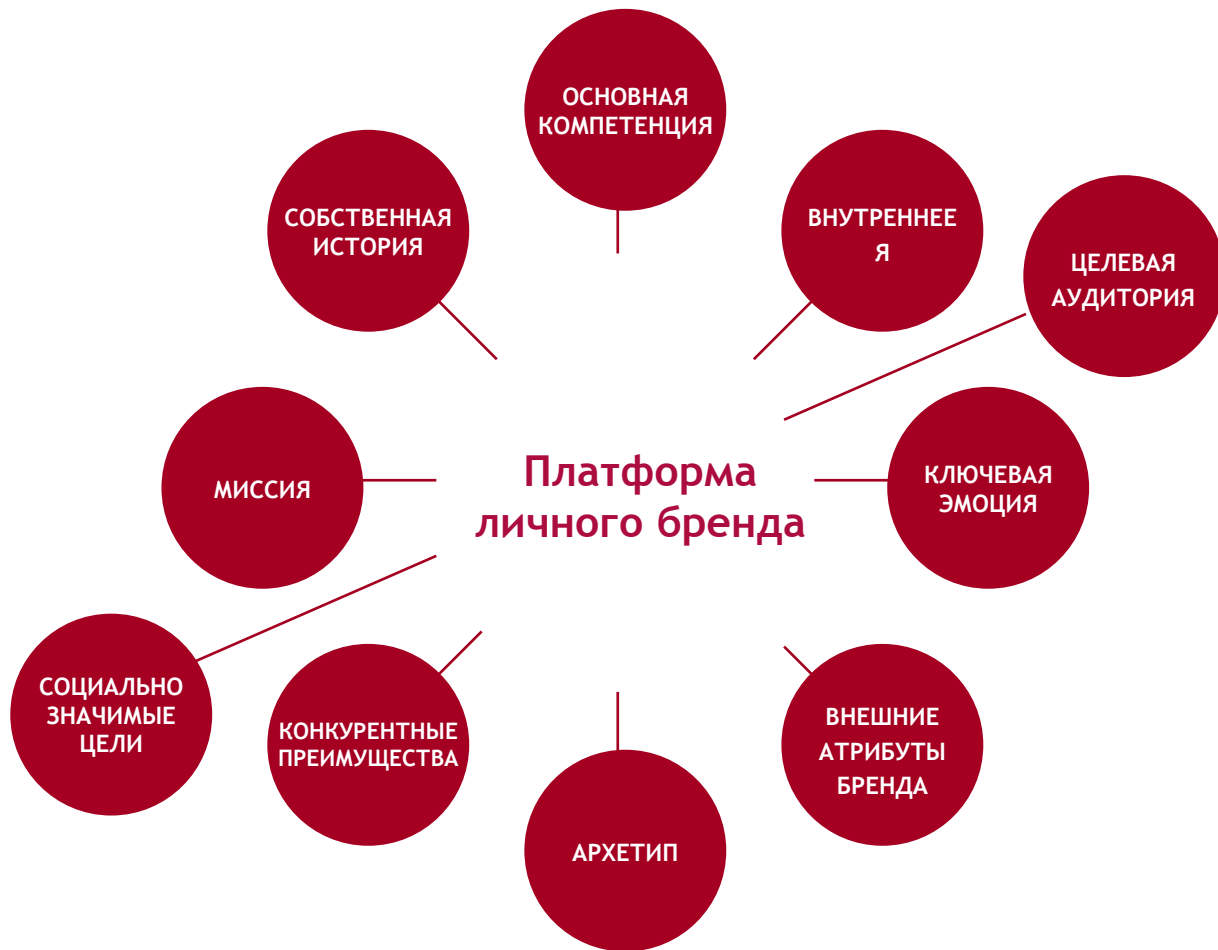 ОСНОВНАЯ
КОМПЕТЕНЦИЯ
СОБСТВЕННАЯ
ИСТОРИЯ
ВНУТРЕННЕЕ
Я
ЦЕЛЕВАЯ
АУДИТОРИЯ
МИССИЯ
Платформа
личного бренда
КЛЮЧЕВАЯ
ЭМОЦИЯ
СОЦИАЛЬНО
ЗНАЧИМЫЕ
ЦЕЛИ
КОНКУРЕНТНЫЕ
ПРЕИМУЩЕСТВА
ВНЕШНИЕ
АТРИБУТЫ
БРЕНДА
АРХЕТИП